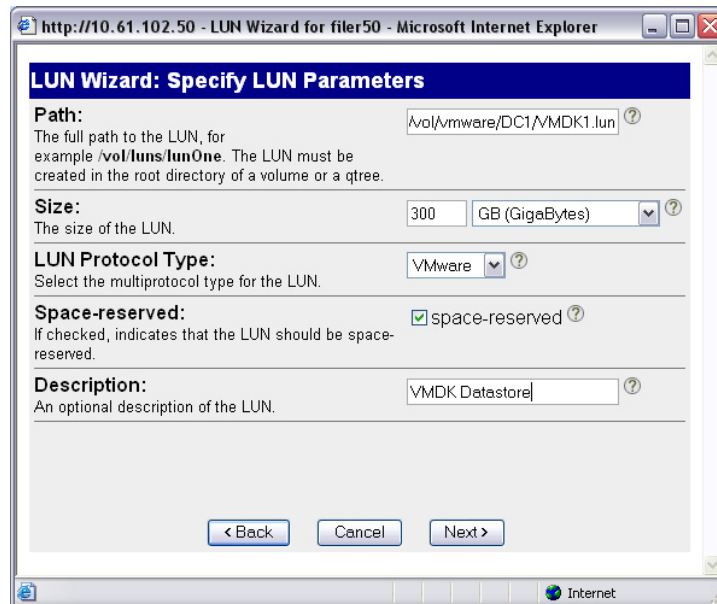 http://10.61.102.50 - LUN Wizard for filer50 - Microsoft Internet Explorer
LUN Wizard: Specify LUN Parameters
Path:
The full path to the LUN, for
example /vol/luns/lunOne. The LUN must be
created in the root directory of a volume or a qtree.
/vol/vmware/DC1/VMDK1.lun
Size:
The size of the LUN.
300 GB (GigaBytes)
LUN Protocol Type:
Select the multiprotocol type for the LUN.
VMware
Space-reserved:
If checked, indicates that the LUN should be space-
reserved.
space-reserved
Description:
An optional description of the LUN.
VMDK Datastore
< Back Cancel Next >
Internet